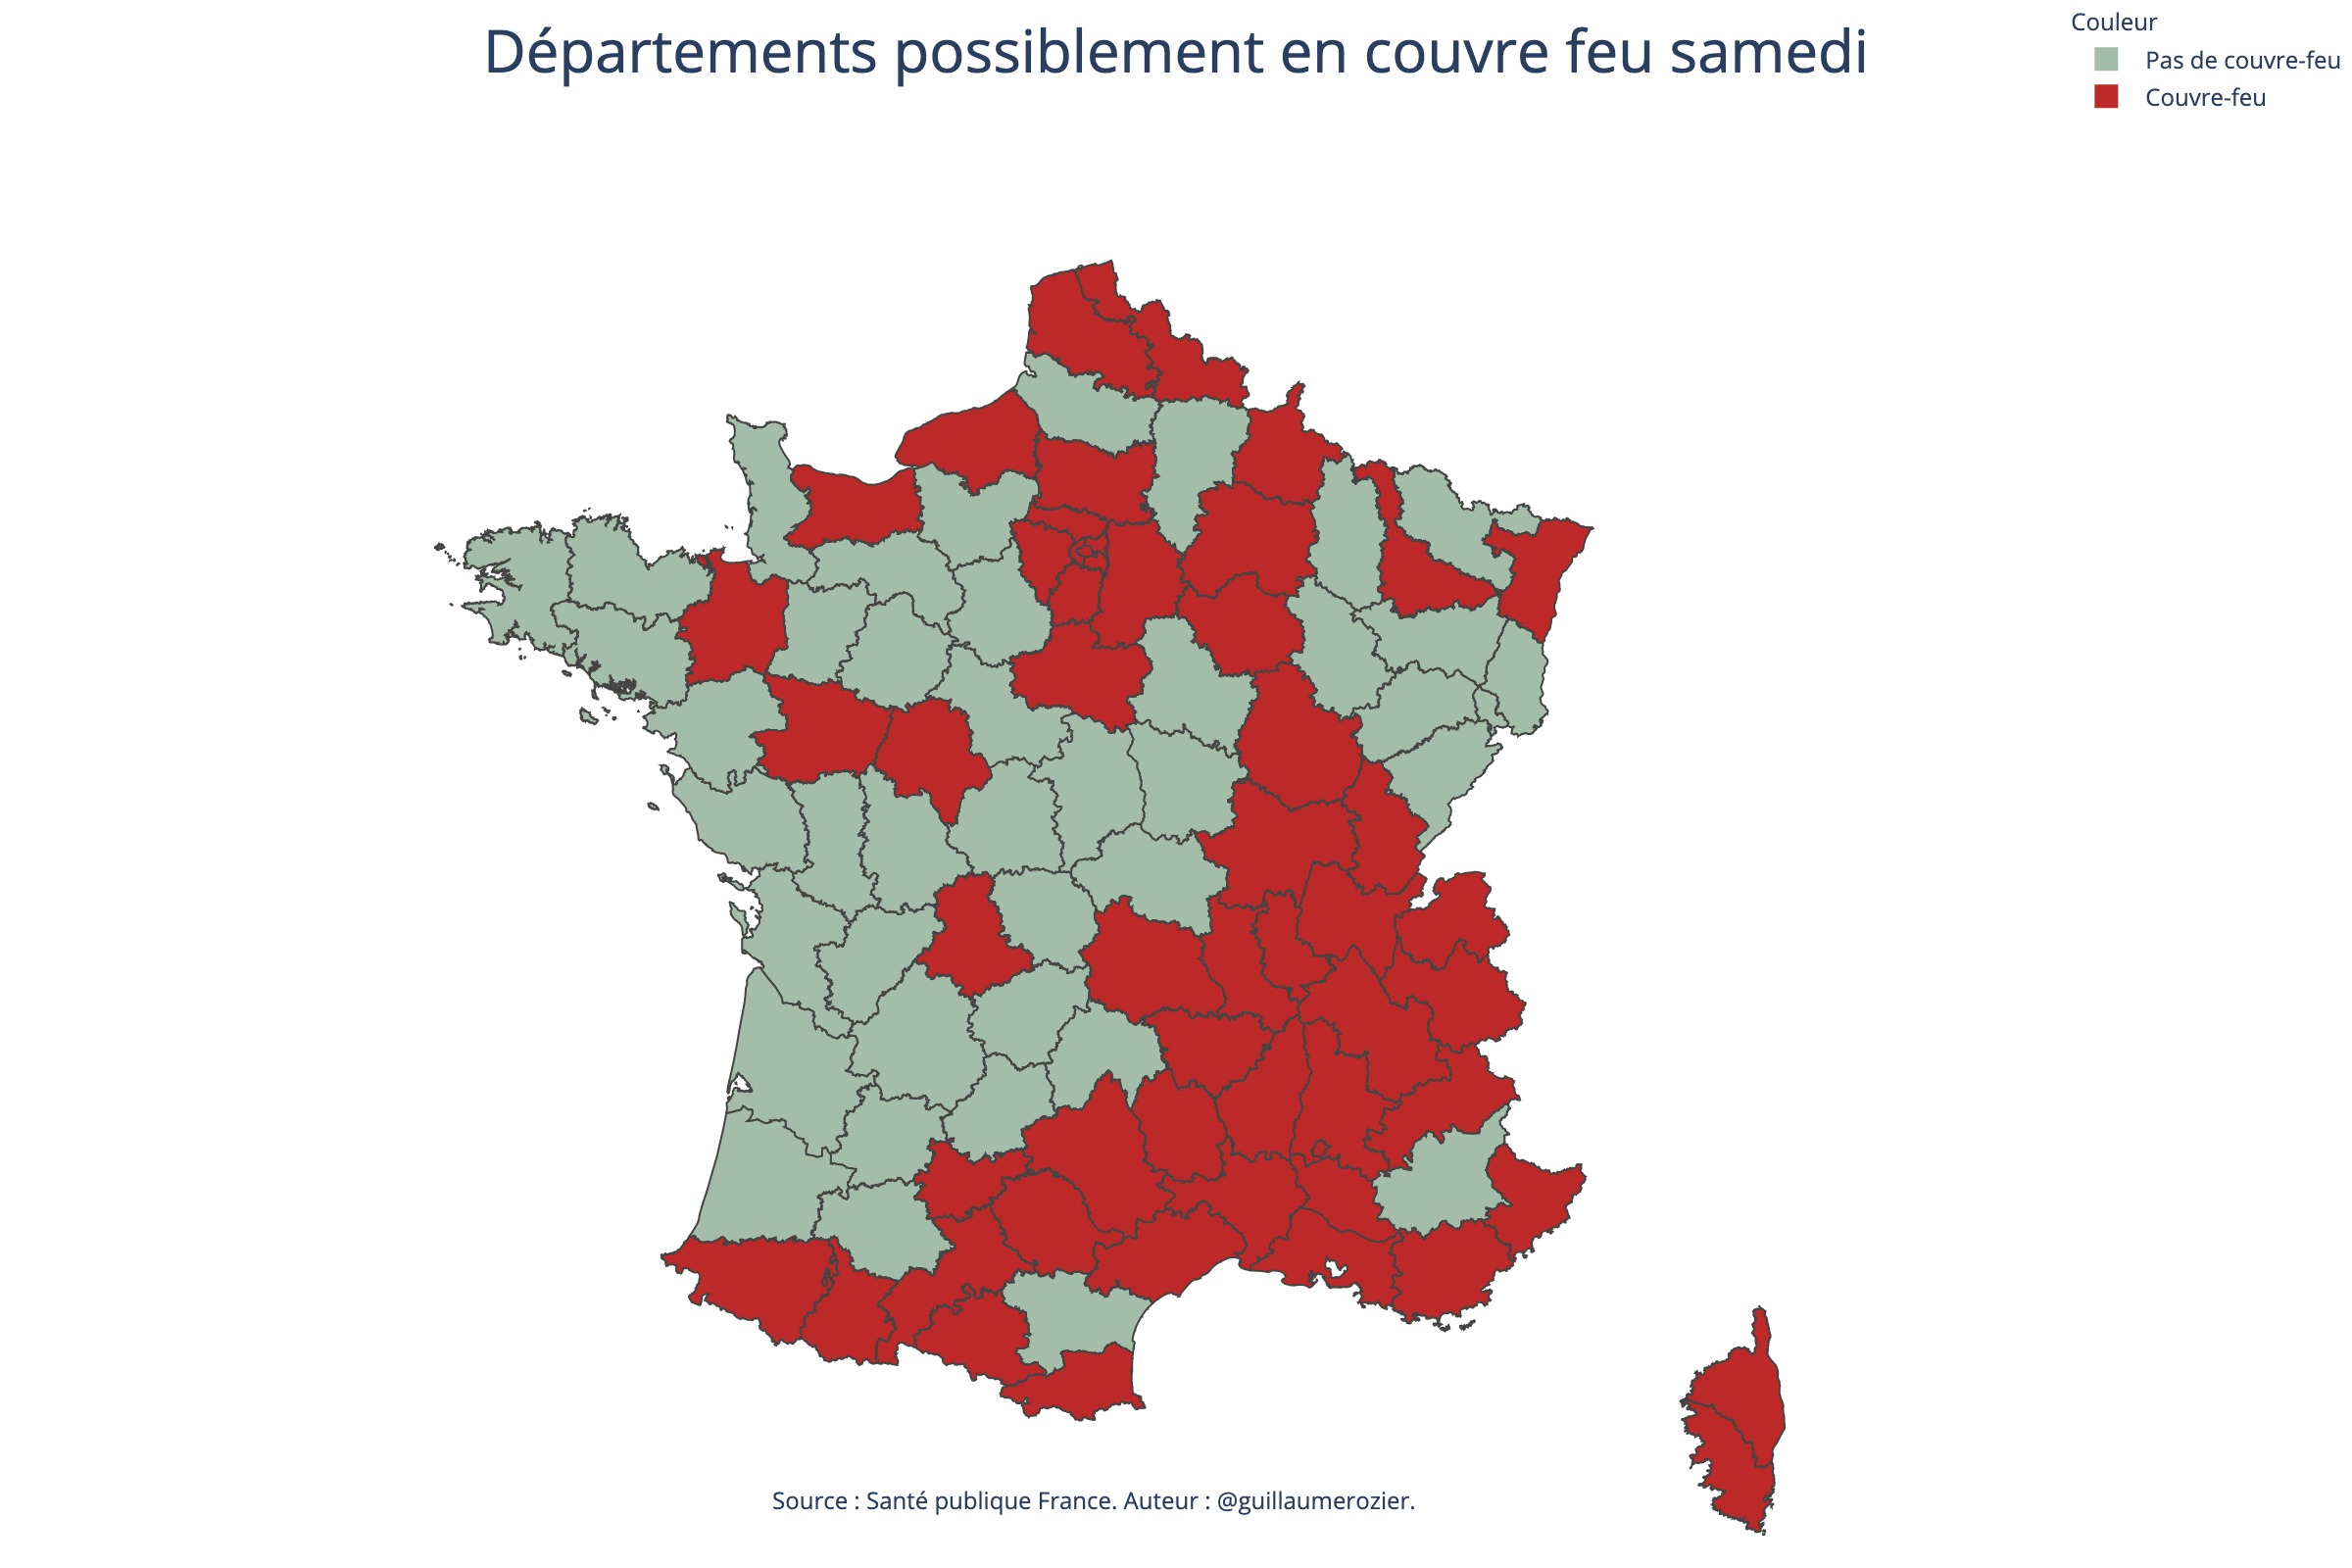 Départements possiblement en couvre feu samedi
Couleur
Pas de couvre-feu
Couvre-feu
Source : Santé publique France. Auteur : @guillaumerozier.